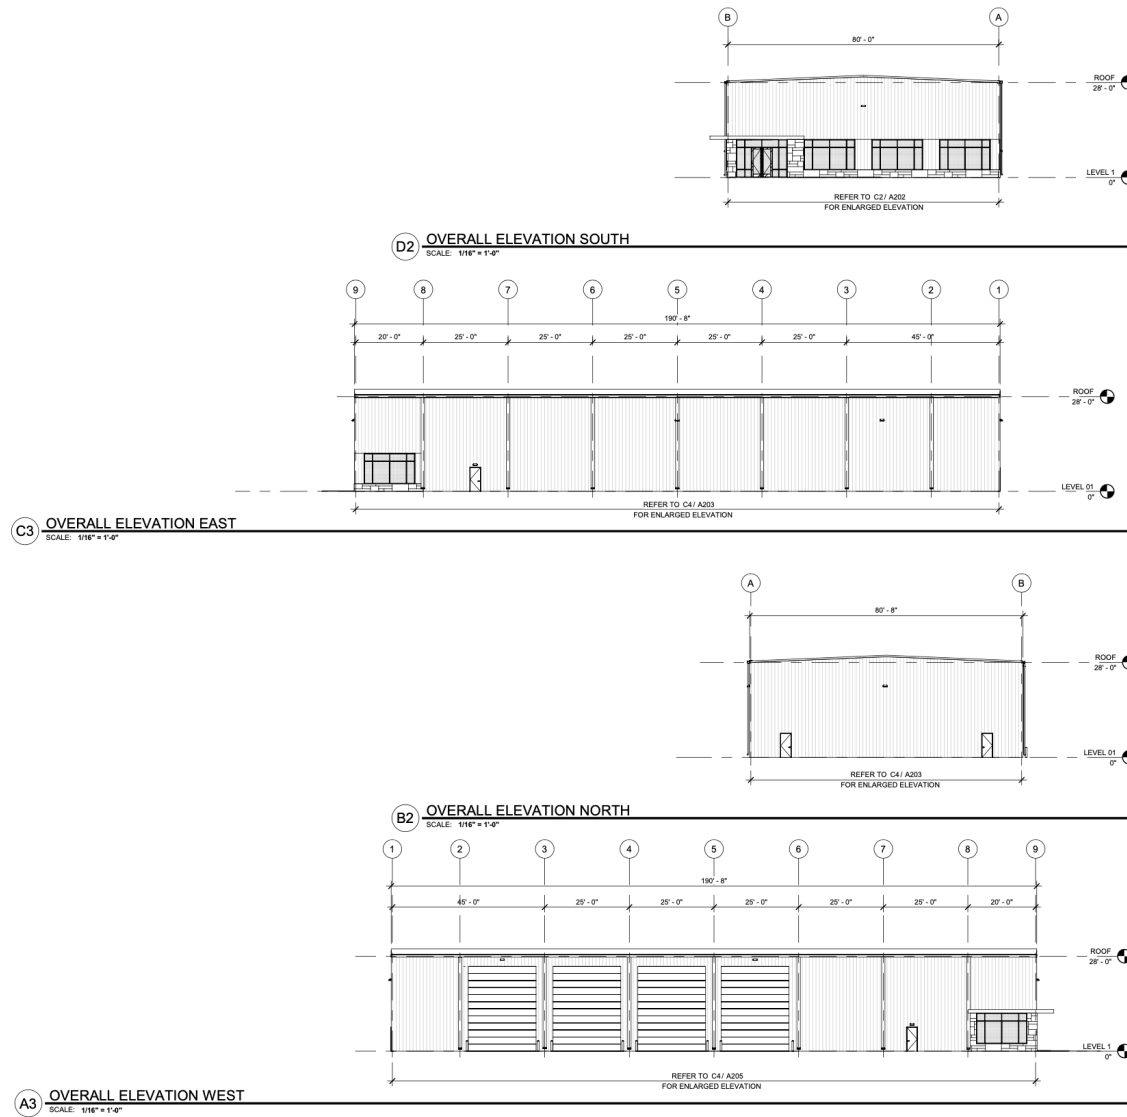 B
A
80' - 0"
ROOF
28' - 0"
LEVEL 1
0"
REFER TO C2 / A202
FOR ENLARGED ELEVATION
D2 OVERALL ELEVATION SOUTH
SCALE: 1/16" = 1'-0"
9 8 7 6 5 4 3 2 1
190' - 8"
20' - 0" 25' - 0" 25' - 0" 25' - 0" 25' - 0" 25' - 0" 45' - 0"
ROOF
28' - 0"
LEVEL 01
0"
REFER TO C4 / A203
FOR ENLARGED ELEVATION
C3 OVERALL ELEVATION EAST
SCALE: 1/16" = 1'-0"
A
B
80' - 8"
ROOF
28' - 0"
LEVEL 01
0"
REFER TO C4 / A203
FOR ENLARGED ELEVATION
B2 OVERALL ELEVATION NORTH
SCALE: 1/16" = 1'-0"
1 2 3 4 5 6 7 8 9
190' - 8"
45' - 0" 25' - 0" 25' - 0" 25' - 0" 25' - 0" 25' - 0" 20' - 0"
ROOF
28' - 0"
LEVEL 1
0"
REFER TO C4 / A205
FOR ENLARGED ELEVATION
A3 OVERALL ELEVATION WEST
SCALE: 1/16" = 1'-0"